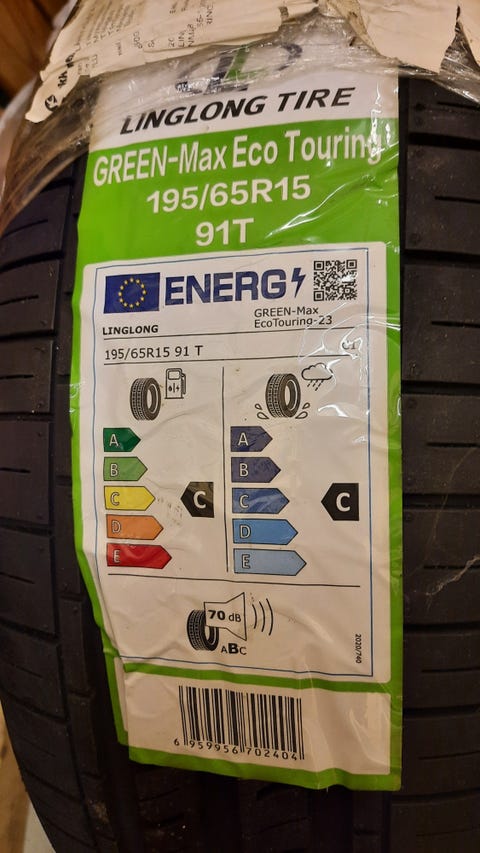 LINGLONG TIRE
GREEN-Max Eco Touring
195/65R15
91T
ENERG
LINGLONG
GREEN-Max
EcoTouring-23
195/65R15 91 T
C1
A
B
C
D
E
C
A
B
C
D
E
C
70 dB
ABC
2020/740
6 959956 702404